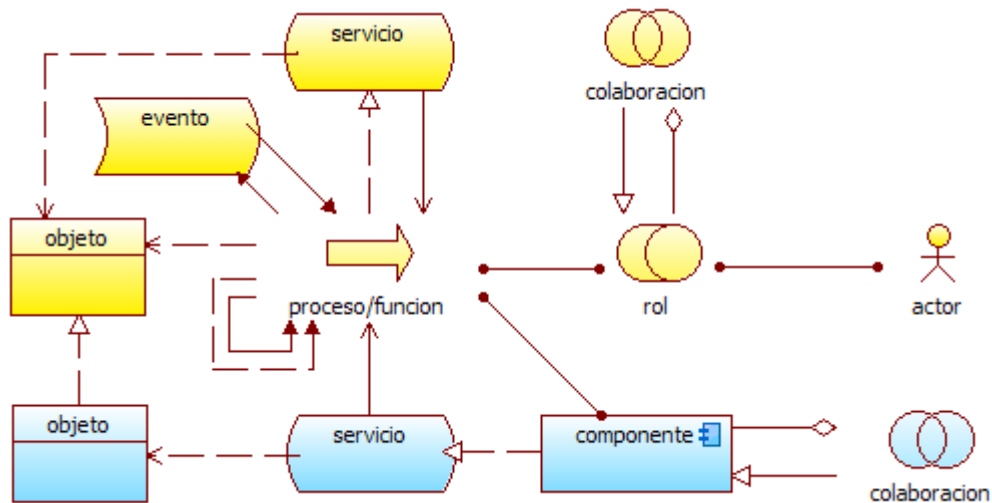 servicio
colaboracion
evento
objeto
proceso/funcion
rol
actor
objeto
servicio
componente
colaboracion